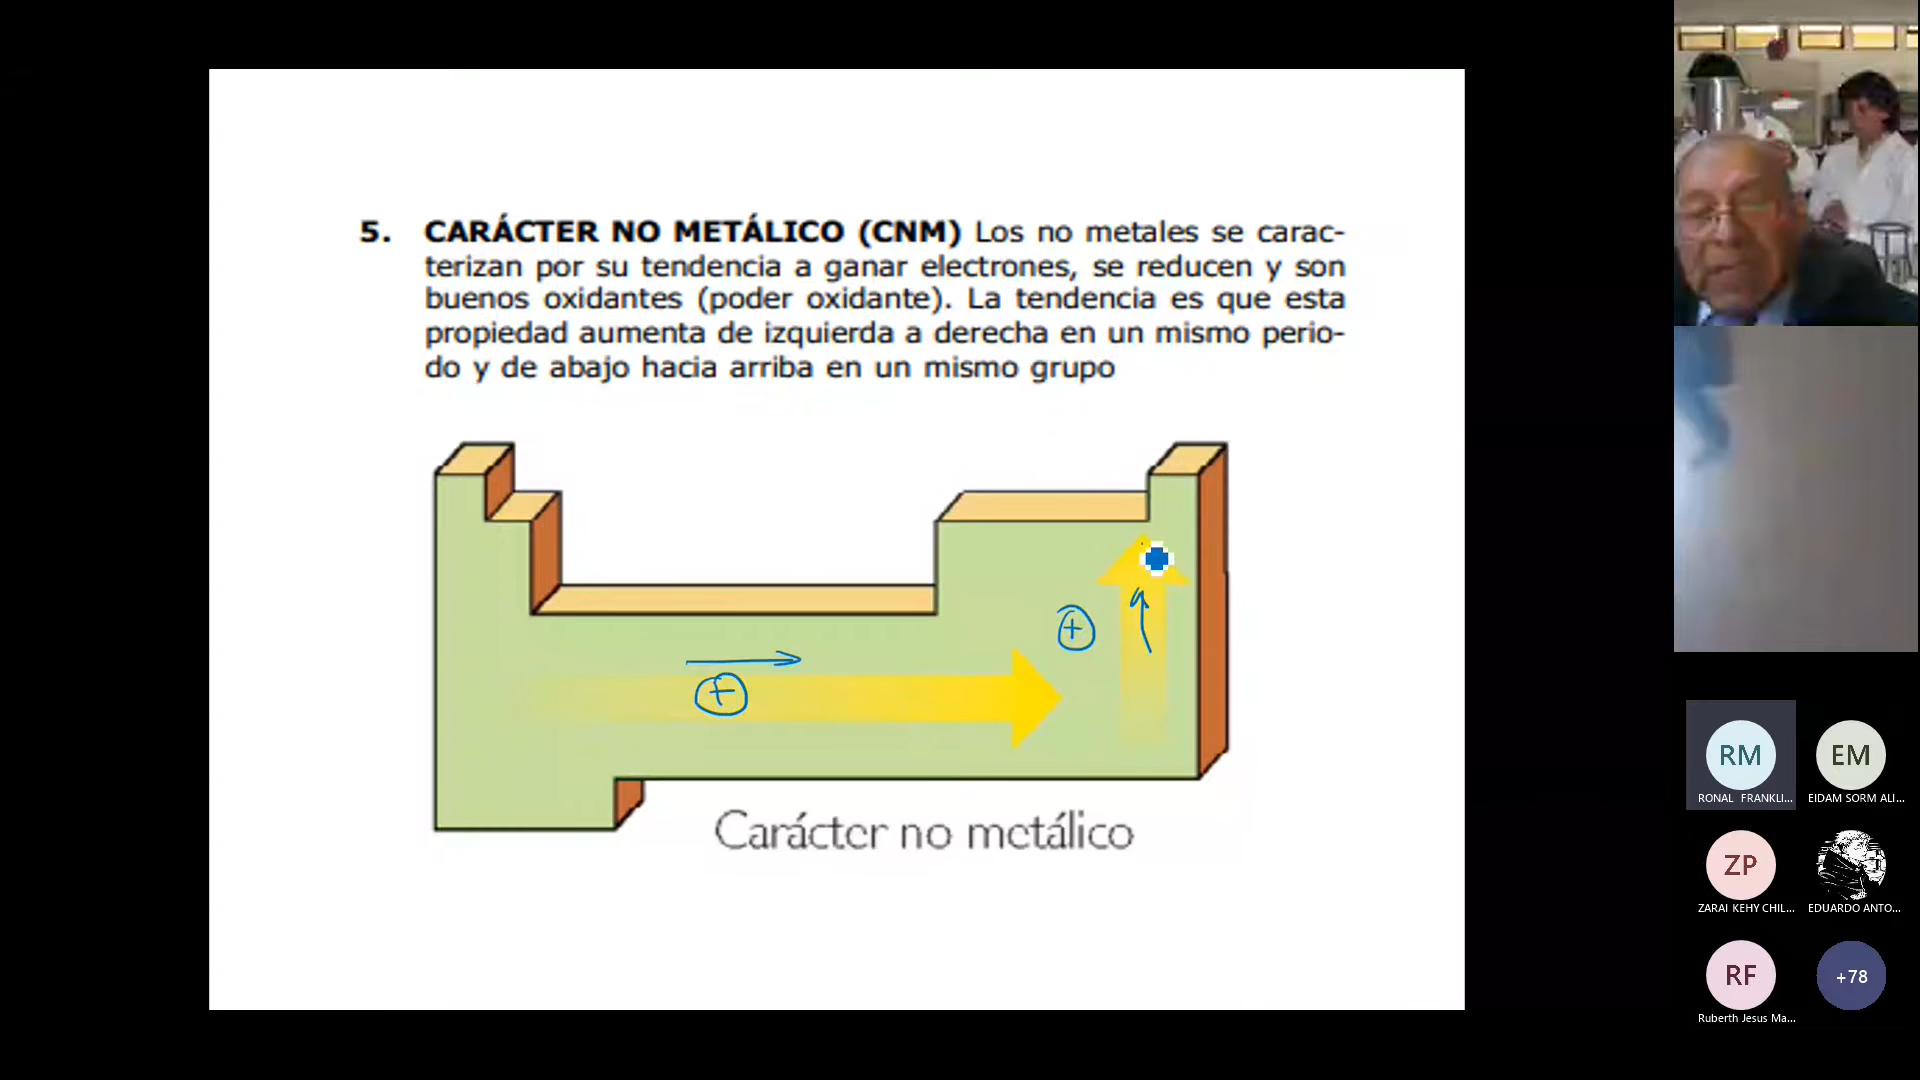 5. CARÁCTER NO METÁLICO (CNM) Los no metales se carac-
terizan por su tendencia a ganar electrones, se reducen y son
buenos oxidantes (poder oxidante). La tendencia es que esta
propiedad aumenta de izquierda a derecha en un mismo perio-
do y de abajo hacia arriba en un mismo grupo
+
+
Carácter no metálico
RM
RONAL FRANKLI...
EM
EIDAM SORM ALI...
ZP
ZARAI KEHY CHIL...
EDUARDO ANTO...
RF
Ruberth Jesus Ma...
+78